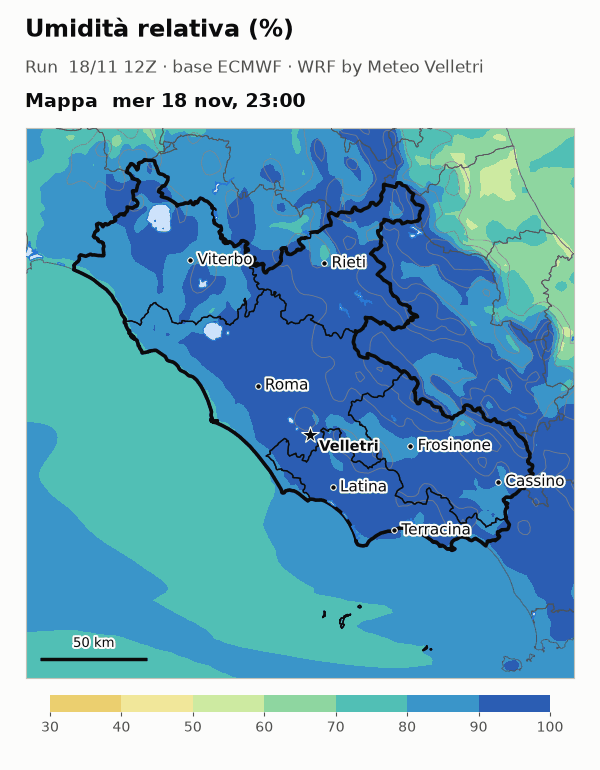 Umidità relativa (%)
Run  18/11 12Z · base ECMWF · WRF by Meteo Velletri
Mappa  mer 18 nov, 23:00
Viterbo
Rieti
Roma
Velletri
Frosinone
Latina
Cassino
Terracina
50 km
30 40 50 60 70 80 90 100